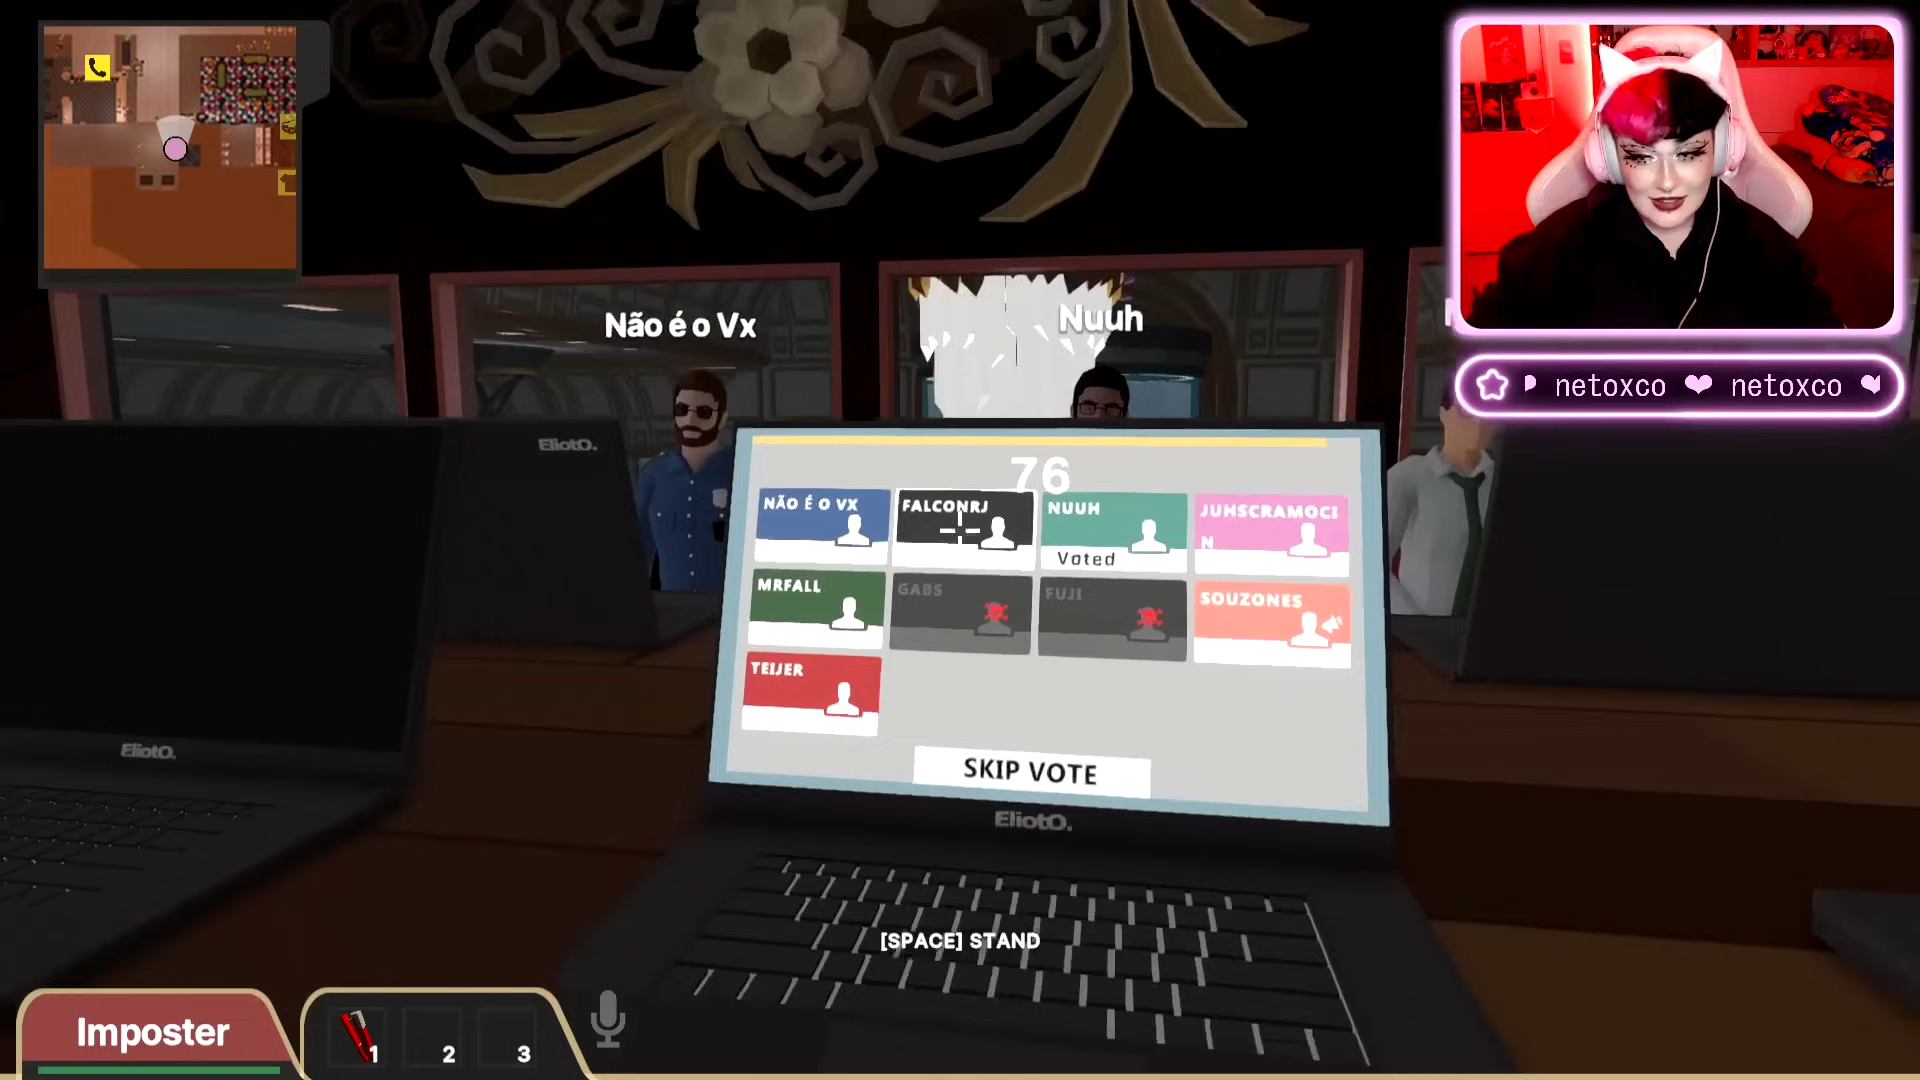 Não é o Vx
Nuuh
netoxco
netoxco
EliotO.
76
NÃO É O VX
FALCONRJ
NUUH
Voted
JUHSCRAMOCI
N
MRFALL
GABS
FUJI
SOUZONES
TEIJER
SKIP VOTE
EliotO.
EliotO.
[SPACE] STAND
Imposter
1
2
3